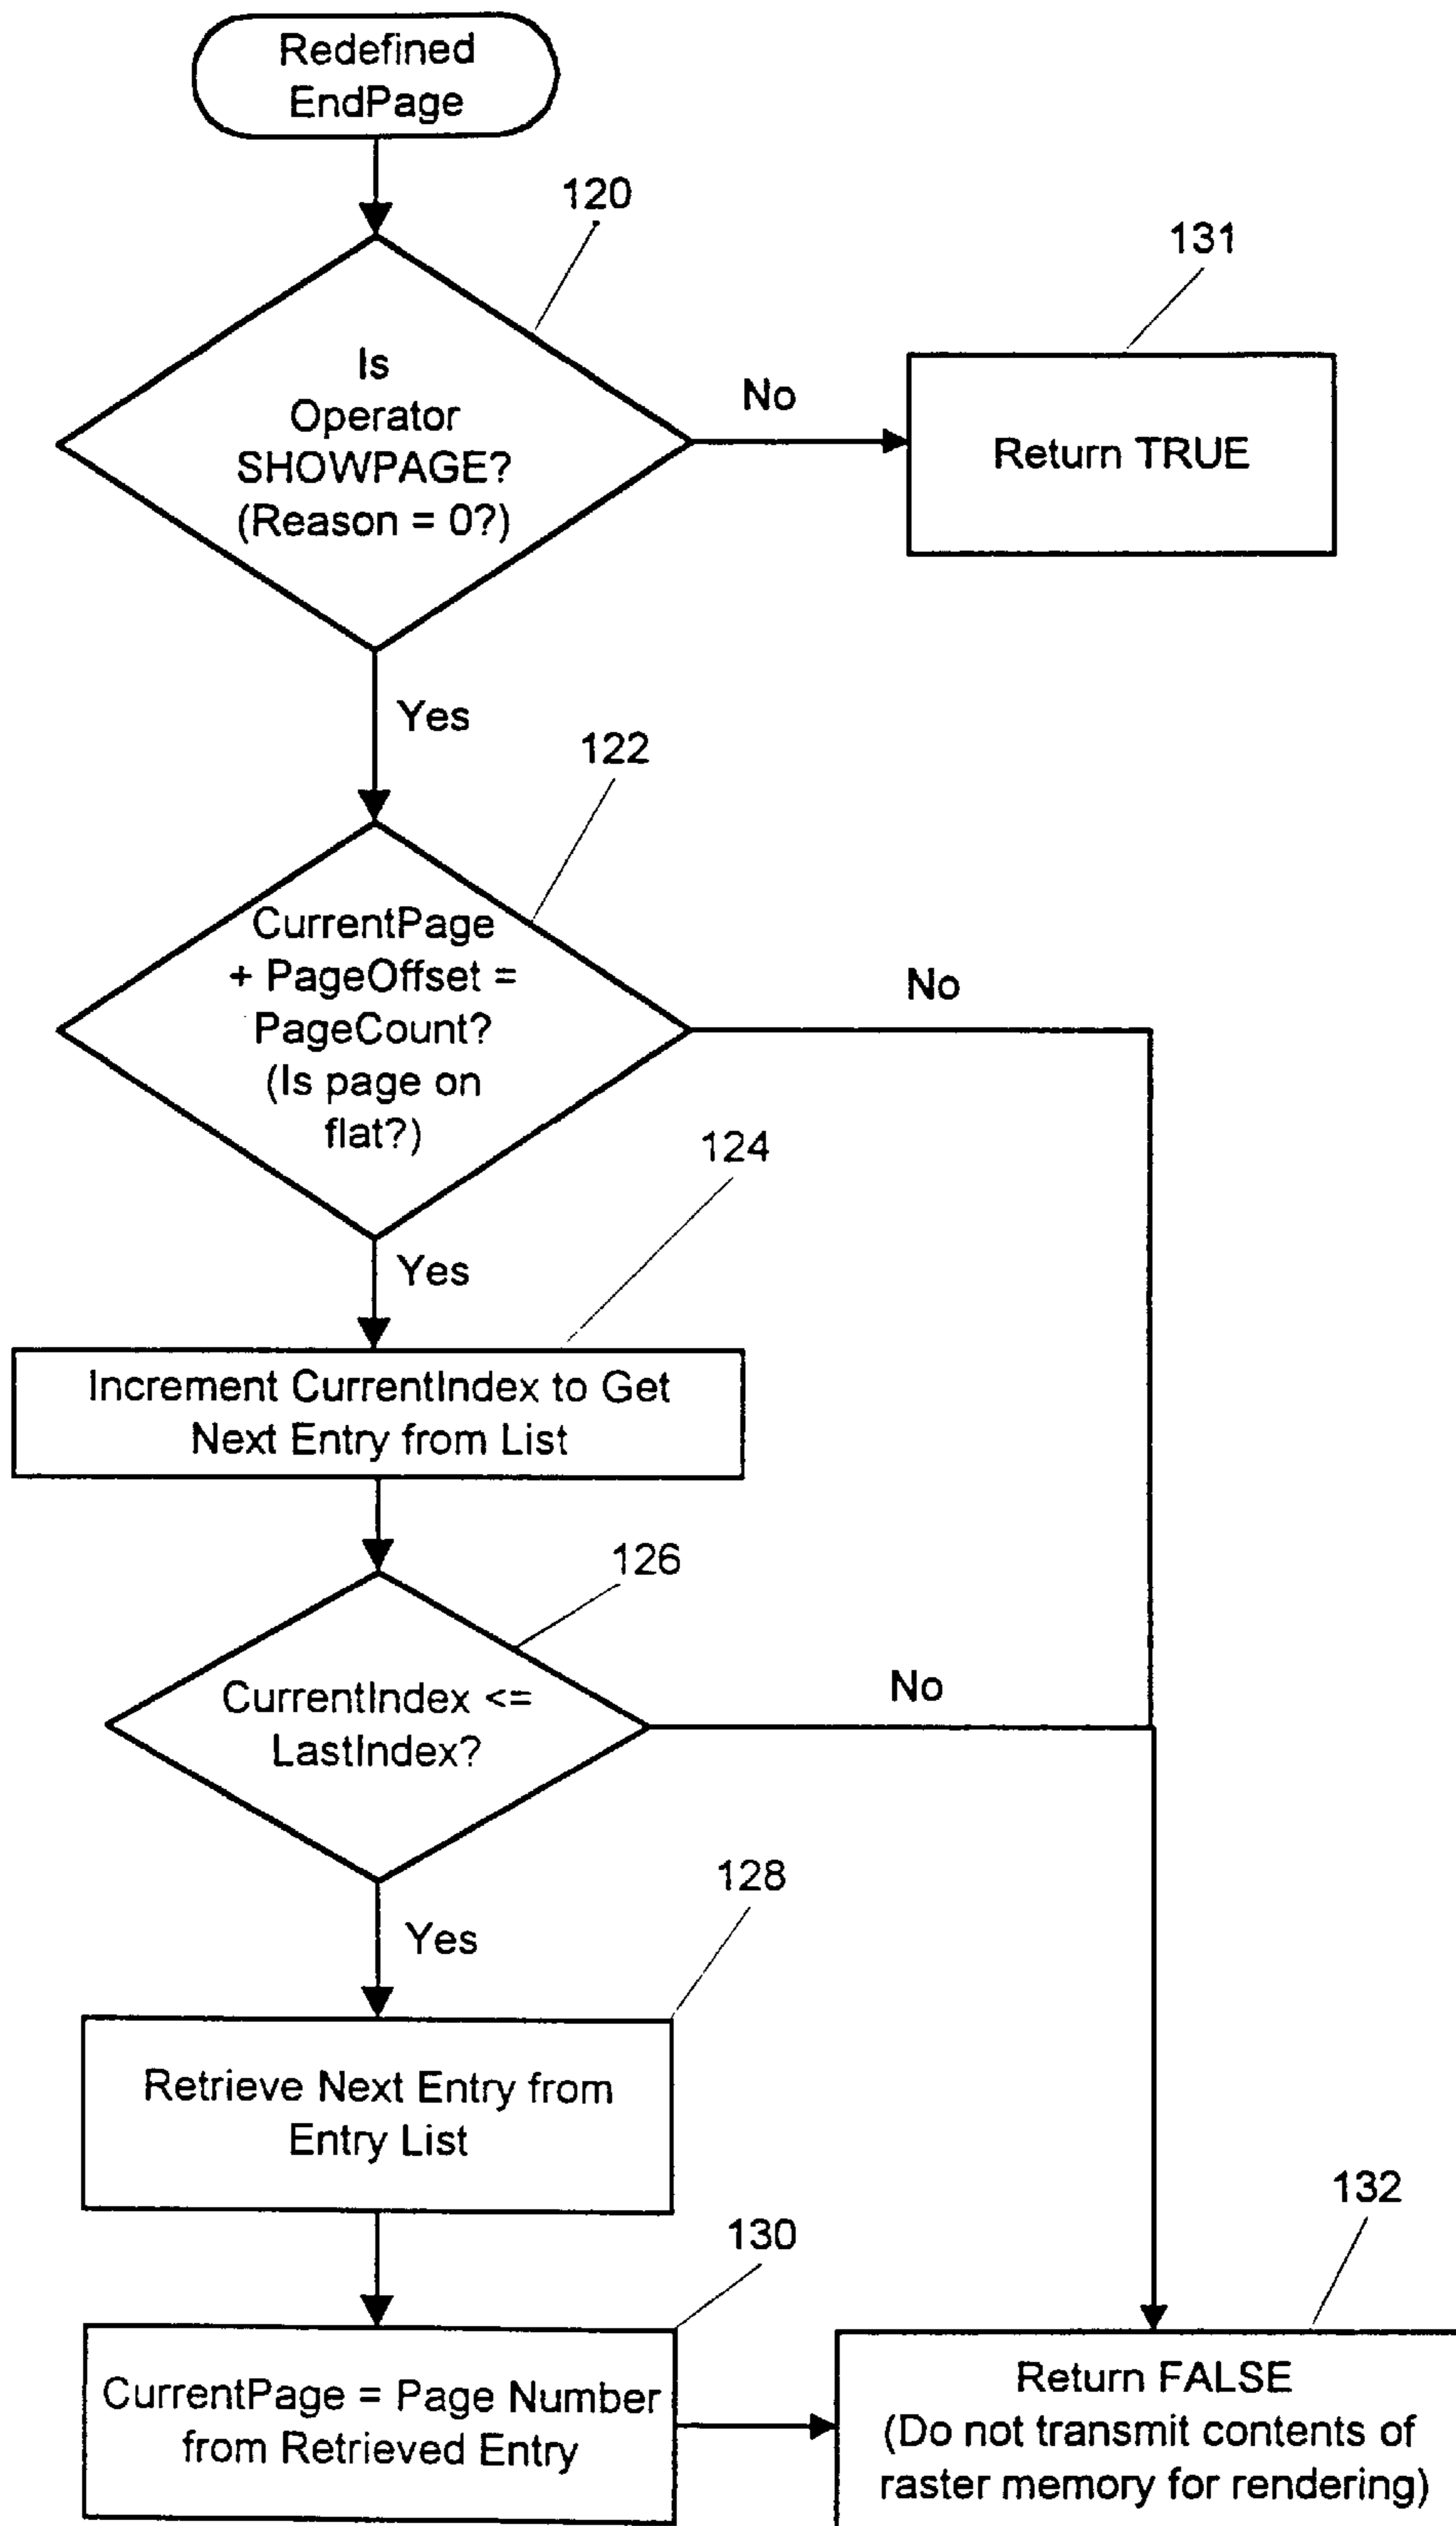 Redefined
EndPage
120
131
Is
Operator
SHOWPAGE?
(Reason = 0?)
No
Return TRUE
Yes
122
CurrentPage
+ PageOffset =
PageCount?
(Is page on
flat?)
No
124
Yes
Increment CurrentIndex to Get
Next Entry from List
126
CurrentIndex <=
LastIndex?
No
128
Yes
Retrieve Next Entry from
Entry List
130
132
CurrentPage = Page Number
from Retrieved Entry
Return FALSE
(Do not transmit contents of
raster memory for rendering)